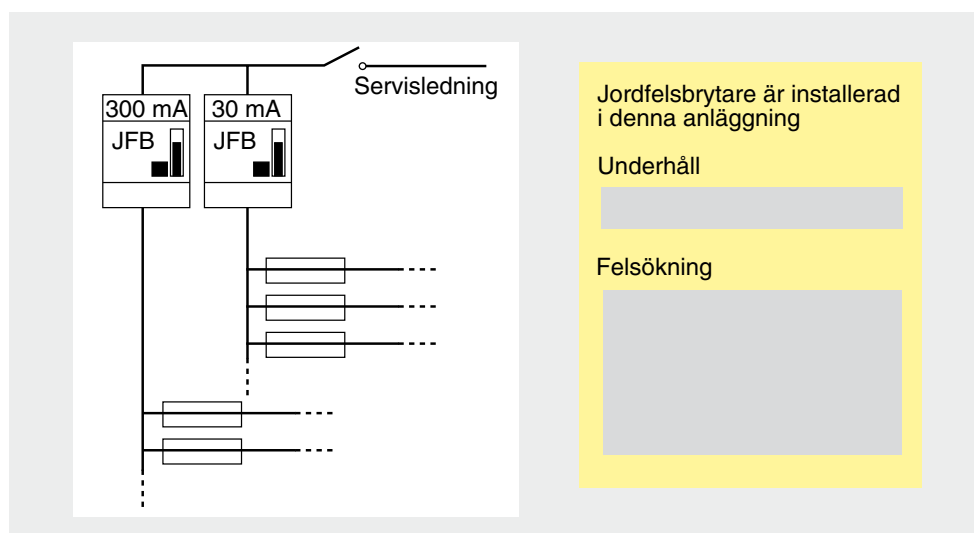 Servisledning
300 mA
30 mA
JFB
JFB
Jordfelsbrytare är installerad
i denna anläggning
Underhåll
Felsökning